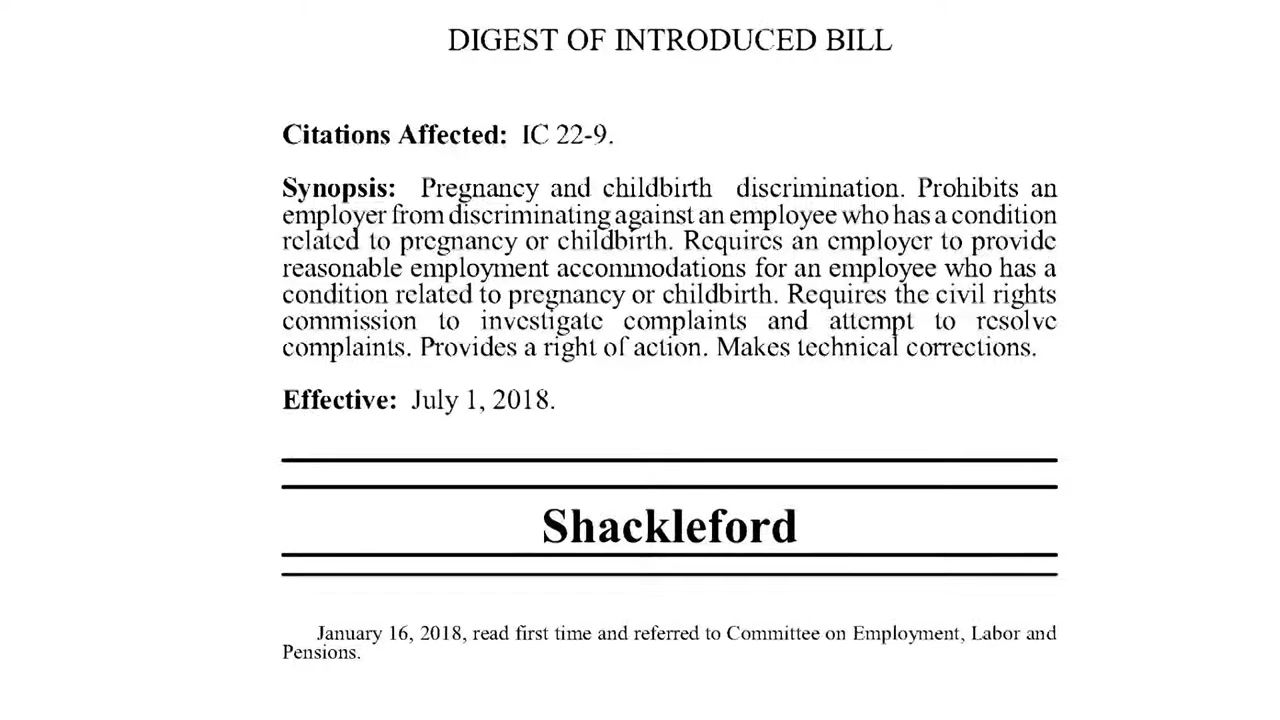 DIGEST OF INTRODUCED BILL
Citations Affected: IC 22-9.
Synopsis: Pregnancy and childbirth discrimination. Prohibits an
employer from discriminating against an employee who has a condition
related to pregnancy or childbirth. Requires an employer to provide
reasonable employment accommodations for an employee who has a
condition related to pregnancy or childbirth. Requires the civil rights
commission to investigate complaints and attempt to resolve
complaints. Provides a right of action. Makes technical corrections.
Effective: July 1, 2018.
Shackleford
January 16, 2018, read first time and referred to Committee on Employment, Labor and
Pensions.